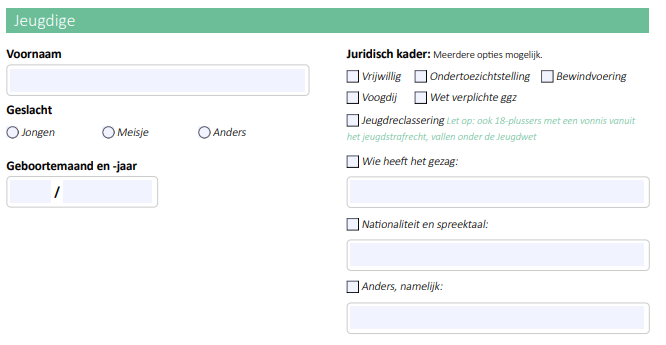 Jeugdige
Voornaam
Geslacht
Jongen Meisje Anders
Geboortemaand en -jaar
/
Juridisch kader: Meerdere opties mogelijk.
Vrijwillig Ondertoezichtstelling Bewindvoering
Voogdij Wet verplichte ggz
Jeugdreclassering Let op: ook 18-plussers met een vonnis vanuit
het jeugdstrafrecht, vallen onder de Jeugdwet
Wie heeft het gezag:
Nationaliteit en spreektaal:
Anders, namelijk: